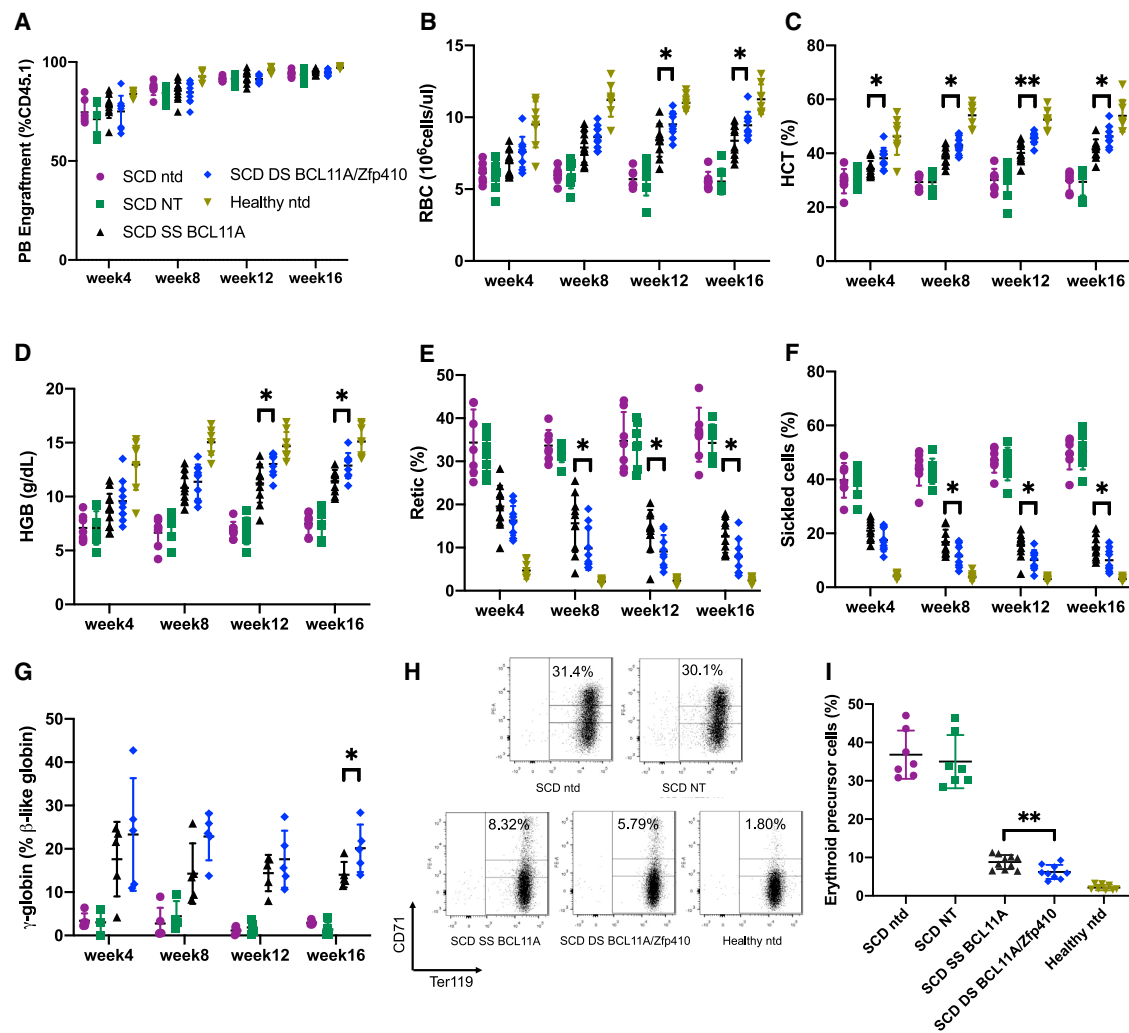 A
PB Engraftment (%CD45.1)
100
50
0
SCD ntd
SCD NT
SCD SS BCL11A
SCD DS BCL11A/Zfp410
Healthy ntd
week4 week8 week12 week16
B
RBC (10⁶cells/ul)
15
10
5
0
* *
week4 week8 week12 week16
C
HCT (%)
80
60
40
20
0
* * ** *
week4 week8 week12 week16
D
HGB (g/dL)
20
15
10
5
0
* *
week4 week8 week12 week16
E
Retic (%)
50
40
30
20
10
0
* * *
week4 week8 week12 week16
F
Sickled cells (%)
80
60
40
20
0
* * *
week4 week8 week12 week16
G
γ-globin (% β-like globin)
50
40
30
20
10
0
*
week4 week8 week12 week16
H
31.4%
PE-A
SCD ntd
30.1%
PE-A
SCD NT
8.32%
PE-A
SCD SS BCL11A
5.79%
PE-A
SCD DS BCL11A/Zfp410
1.80%
PE-A
Healthy ntd
CD71
Ter119
I
Erythroid precursor cells (%)
50
40
30
20
10
0
**
SCD ntd
SCD NT
SCD SS BCL11A
SCD DS BCL11A/Zfp410
Healthy ntd